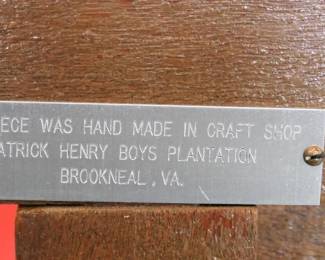 ECE WAS HAND MADE IN CRAFT SHOP
ATRICK HENRY BOYS PLANTATION
BROOKNEAL, VA.